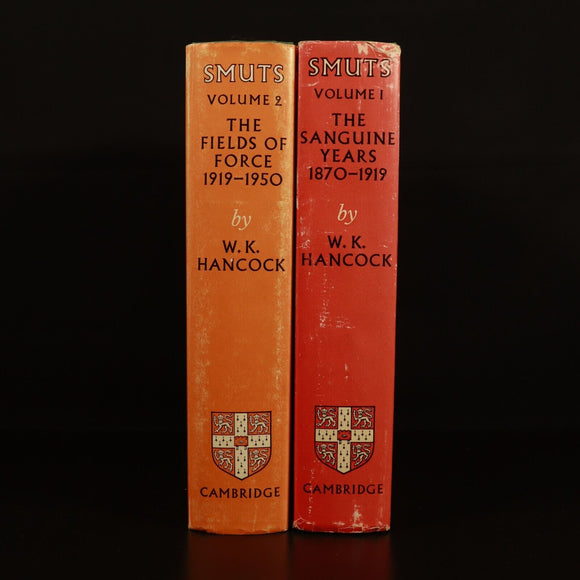 SMUTS
VOLUME 2
THE
FIELDS OF
FORCE
1919–1950
by
W. K.
HANCOCK
CAMBRIDGE
SMUTS
VOLUME 1
THE
SANGUINE
YEARS
1870–1919
by
W. K.
HANCOCK
CAMBRIDGE